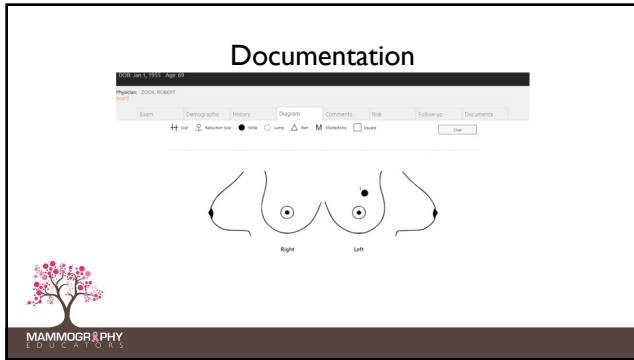 Documentation
DOB: Jan 1, 1955 Age: 69
Physician: ZOOK, ROBERT
Exam Demographic History Diagram Comments Risk Follow-up Documents
Scar Reduction Scar Mole Lump Pain M Mastectomy Square Clear
1
Right Left
MAMMOGRAPHY
EDUCATORS